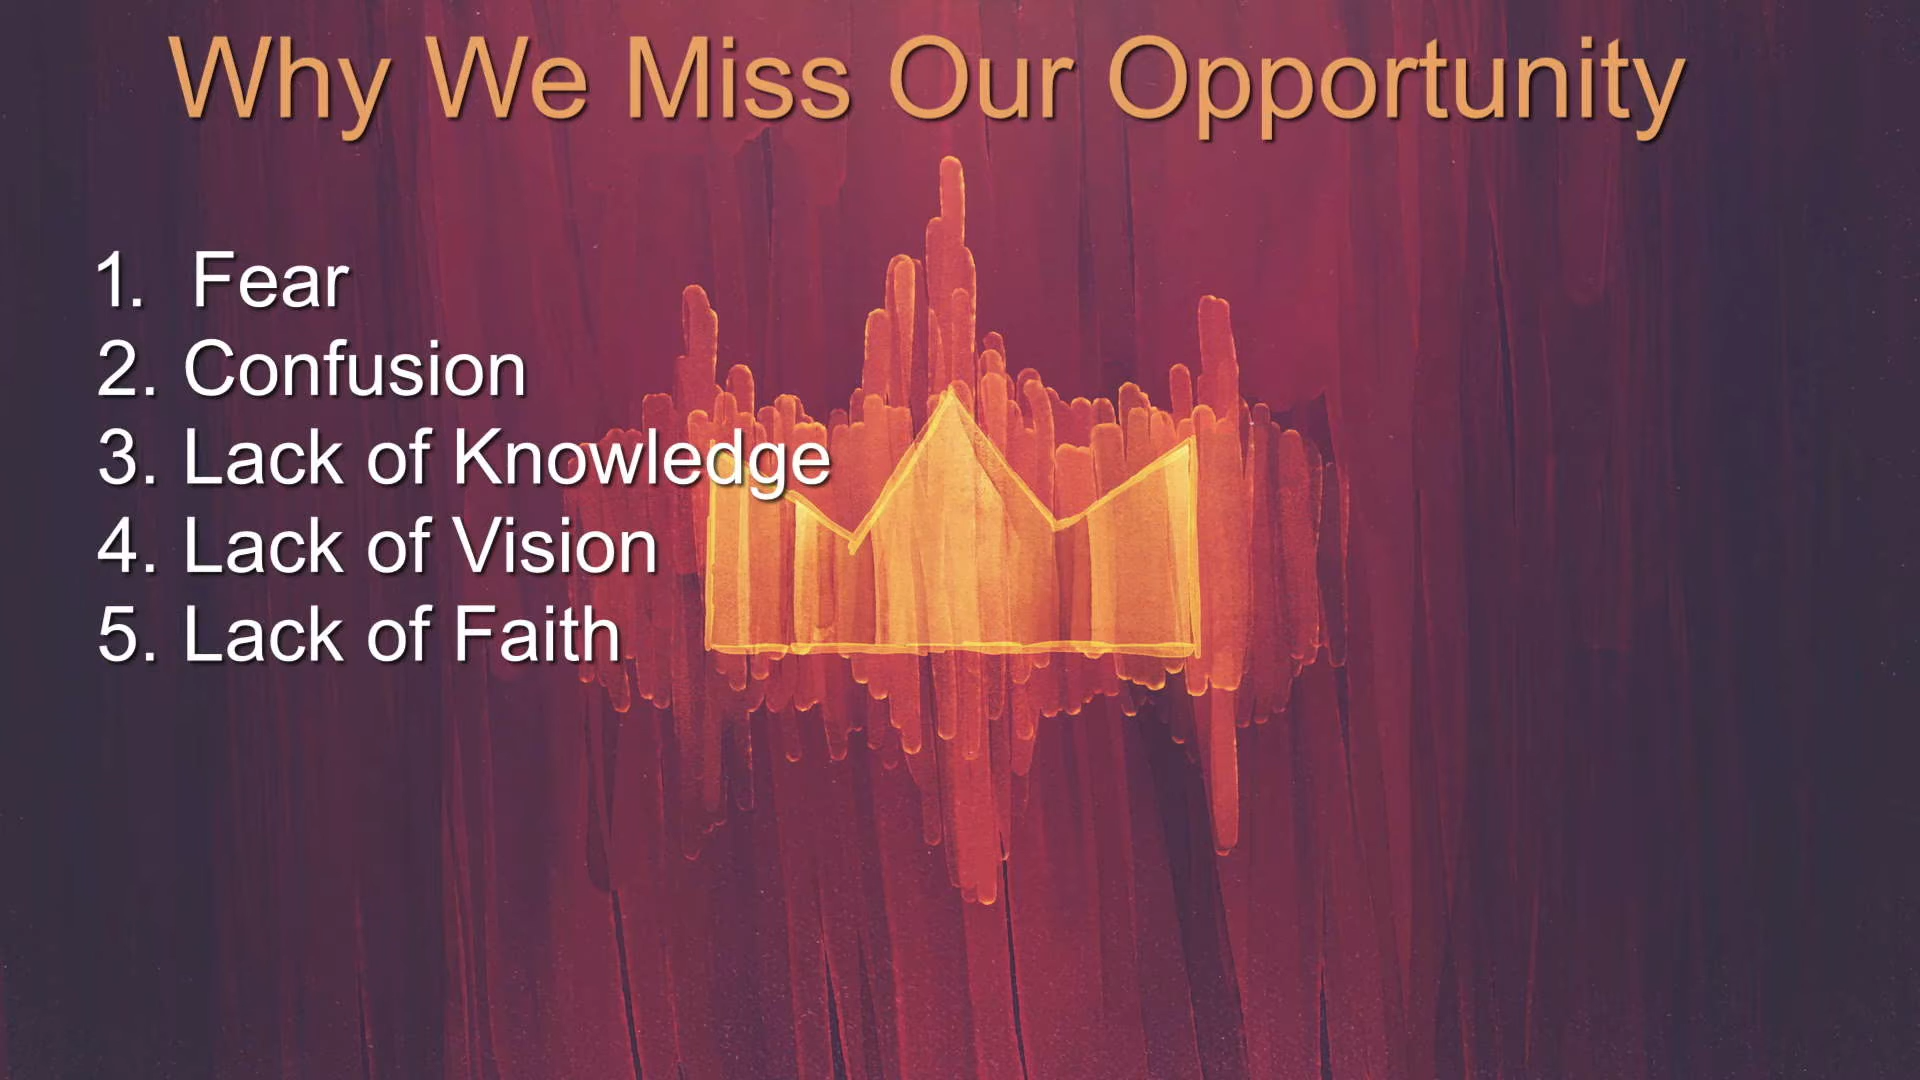 Why We Miss Our Opportunity
1. Fear
2. Confusion
3. Lack of Knowledge
4. Lack of Vision
5. Lack of Faith